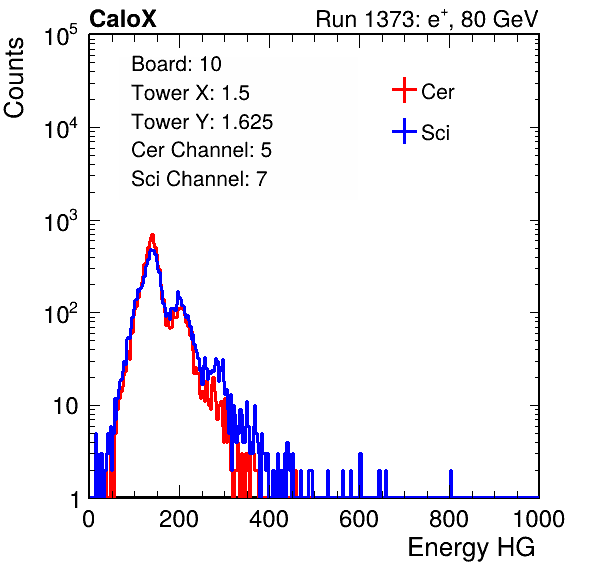 CaloX Run 1373: e⁺, 80 GeV
Counts
Board: 10
Tower X: 1.5
Tower Y: 1.625
Cer Channel: 5
Sci Channel: 7
Cer
Sci
10⁵
10⁴
10³
10²
10
1
0 200 400 600 800 1000
Energy HG